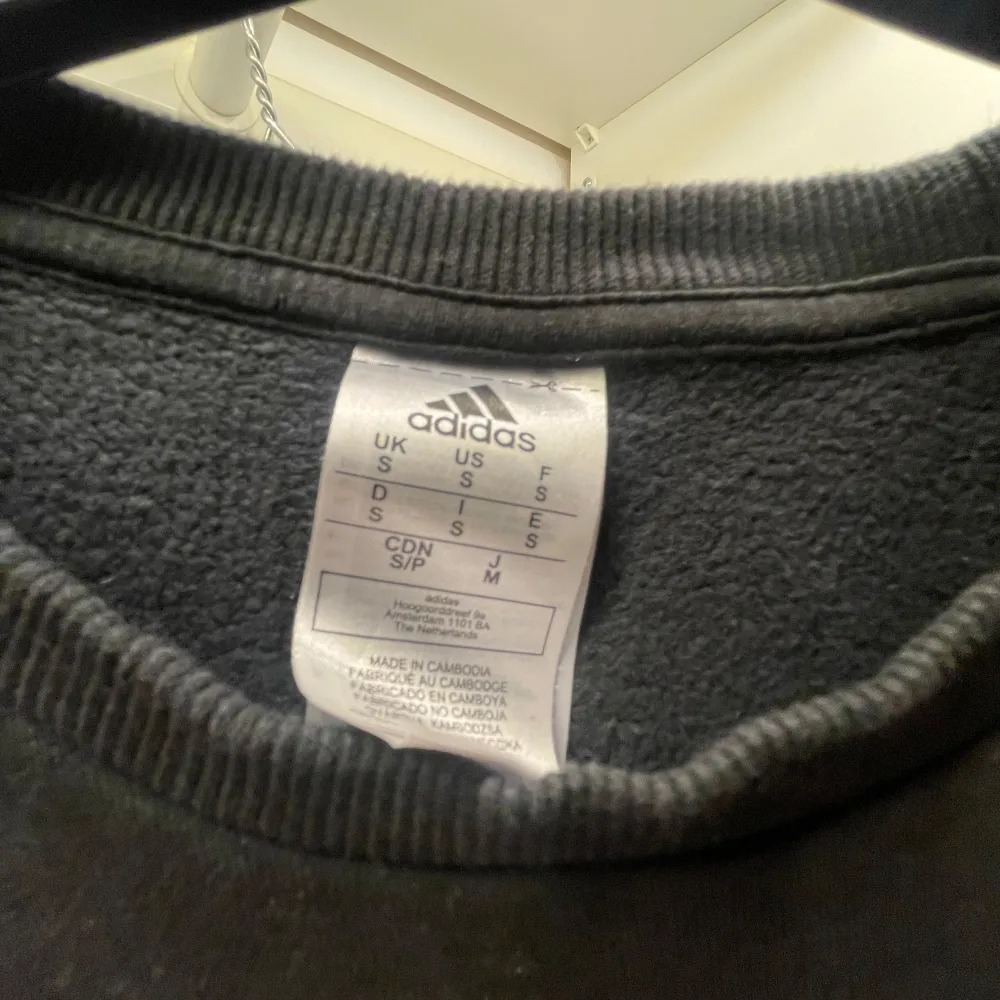 adidas
UK US F
S S S
D I E
S S S
CDN J
S/P M
adidas
Hoogoorddreef 9a
Amsterdam 1101 BA
The Netherlands
MADE IN CAMBODIA
FABRIQUÉ AU CAMBODGE
FABRICADO EN CAMBOYA
FABRICADO NO CAMBOJA
KAMBODŻA